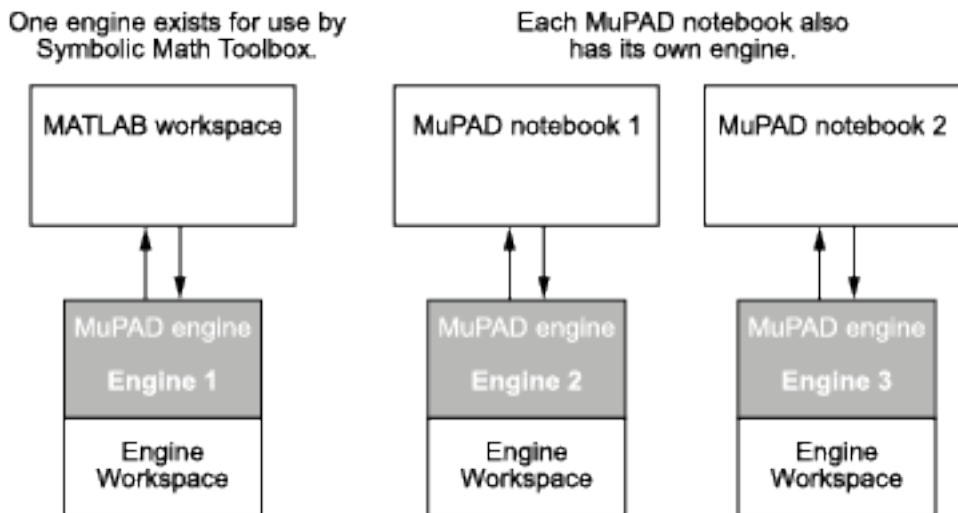 One engine exists for use by
Symbolic Math Toolbox.
Each MuPAD notebook also
has its own engine.
MATLAB workspace
MuPAD notebook 1
MuPAD notebook 2
MuPAD engine
Engine 1
MuPAD engine
Engine 2
MuPAD engine
Engine 3
Engine
Workspace
Engine
Workspace
Engine
Workspace